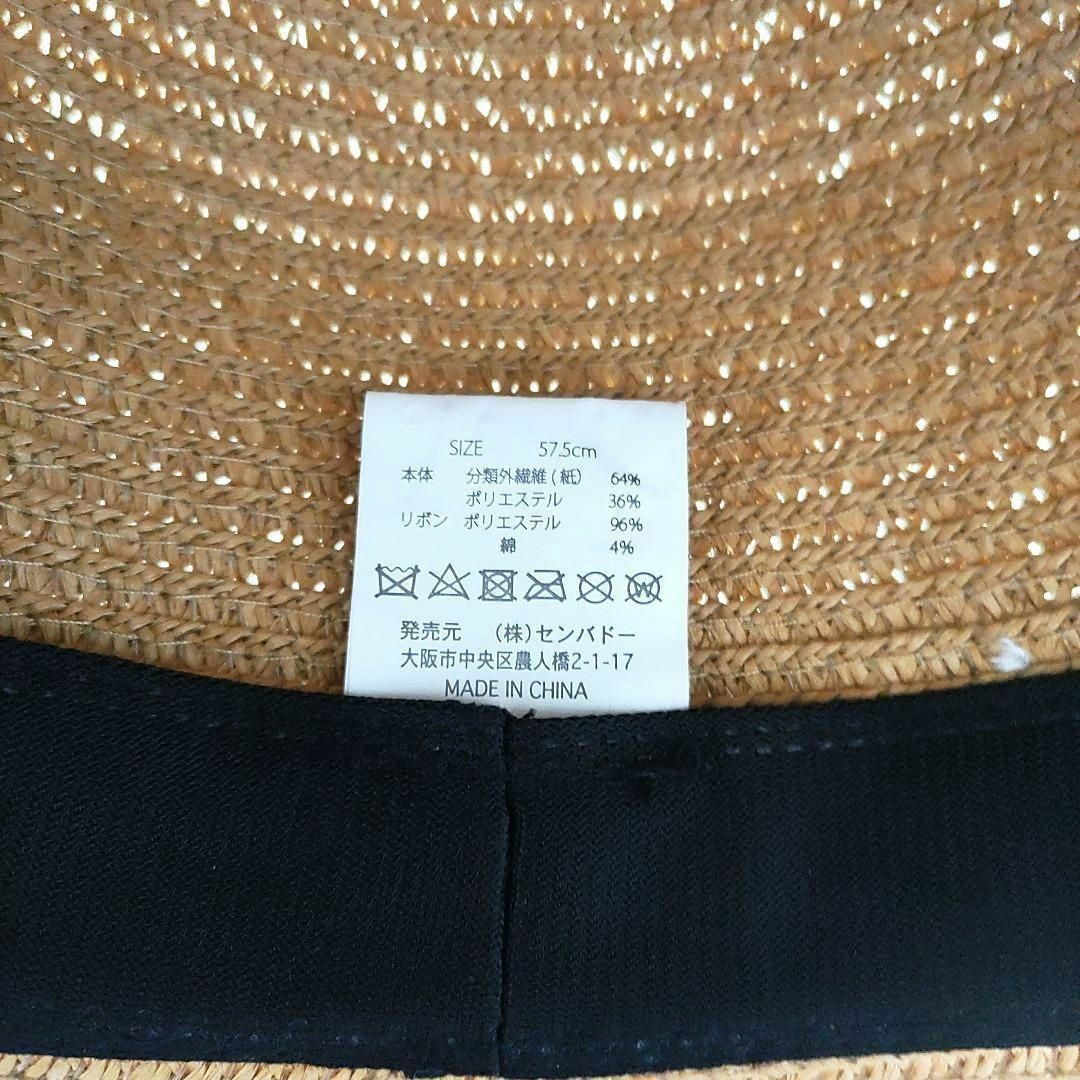 SIZE 57.5cm
本体 分類外繊維(紙) 64%
ポリエステル 36%
リボン ポリエステル 96%
綿 4%
発売元 (株)センバドー
大阪市中央区農人橋2-1-17
MADE IN CHINA